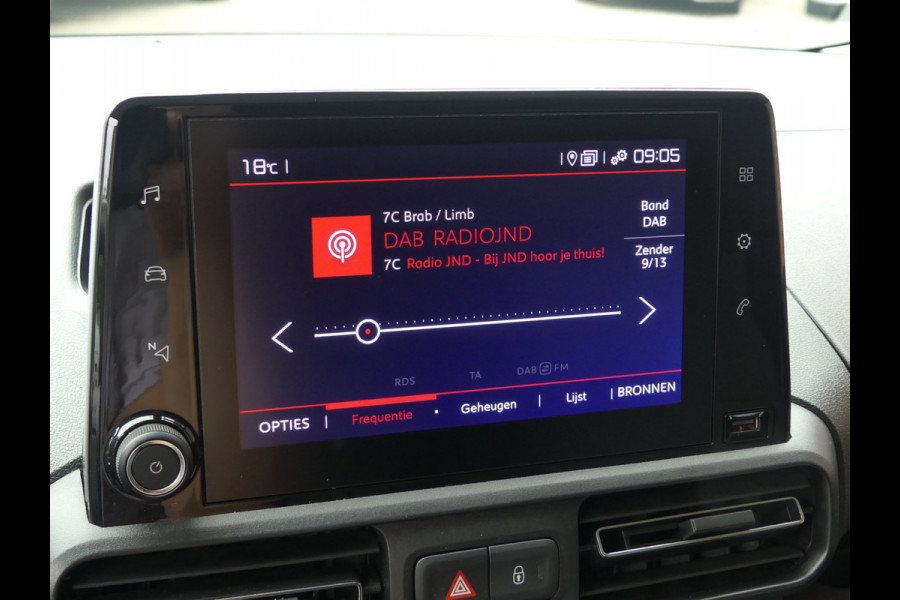 18°C
09:05
7C Brab / Limb
DAB RADIOJND
7C Radio JND - Bij JND hoor je thuis!
Band
DAB
Zender
9/13
RDS
TA
DAB FM
OPTIES
Frequentie
Geheugen
Lijst
BRONNEN
N